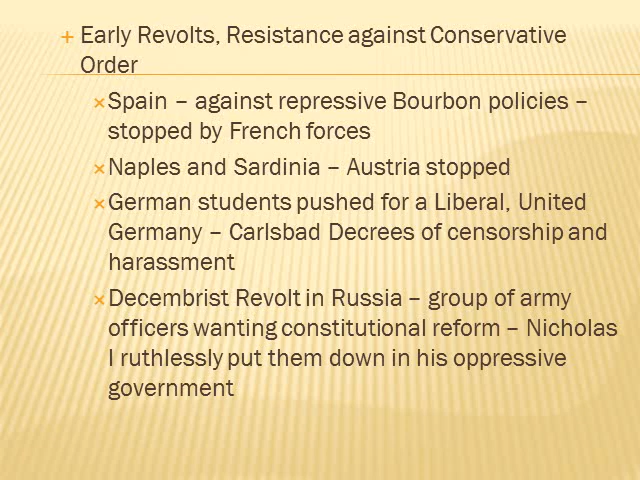 Early Revolts, Resistance against Conservative
Order
Spain – against repressive Bourbon policies –
stopped by French forces
Naples and Sardinia – Austria stopped
German students pushed for a Liberal, United
Germany – Carlsbad Decrees of censorship and
harassment
Decembrist Revolt in Russia – group of army
officers wanting constitutional reform – Nicholas
I ruthlessly put them down in his oppressive
government